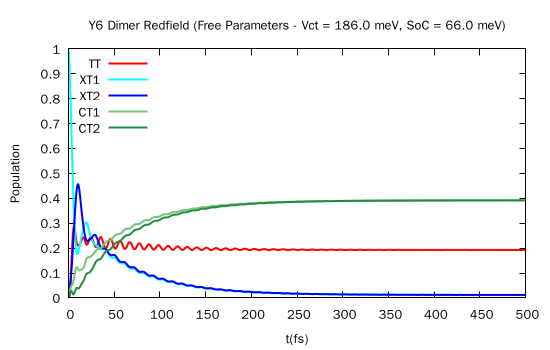 Y6 Dimer Redfield (Free Parameters - Vct = 186.0 meV, SoC = 66.0 meV)
1
0.9
0.8
0.7
0.6
0.5
0.4
0.3
0.2
0.1
0
Population
TT
XT1
XT2
CT1
CT2
0 50 100 150 200 250 300 350 400 450 500
t(fs)